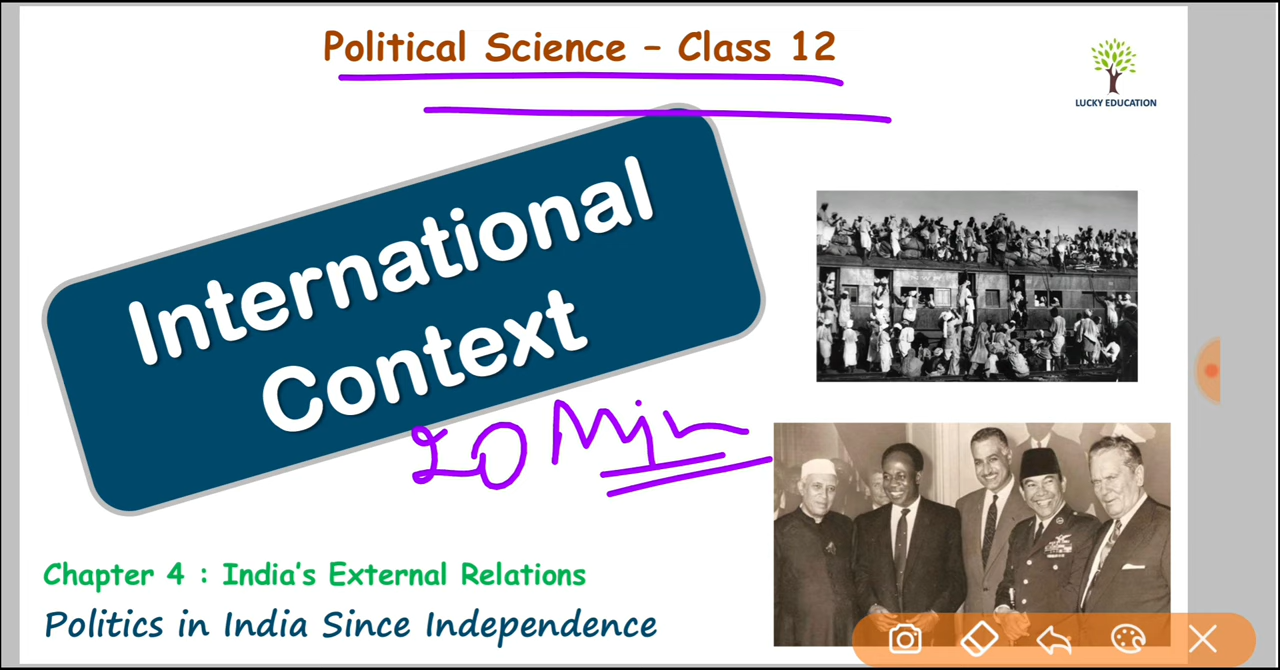 Political Science – Class 12
LUCKY EDUCATION
International
Context
20 Min
Chapter 4 : India's External Relations
Politics in India Since Independence